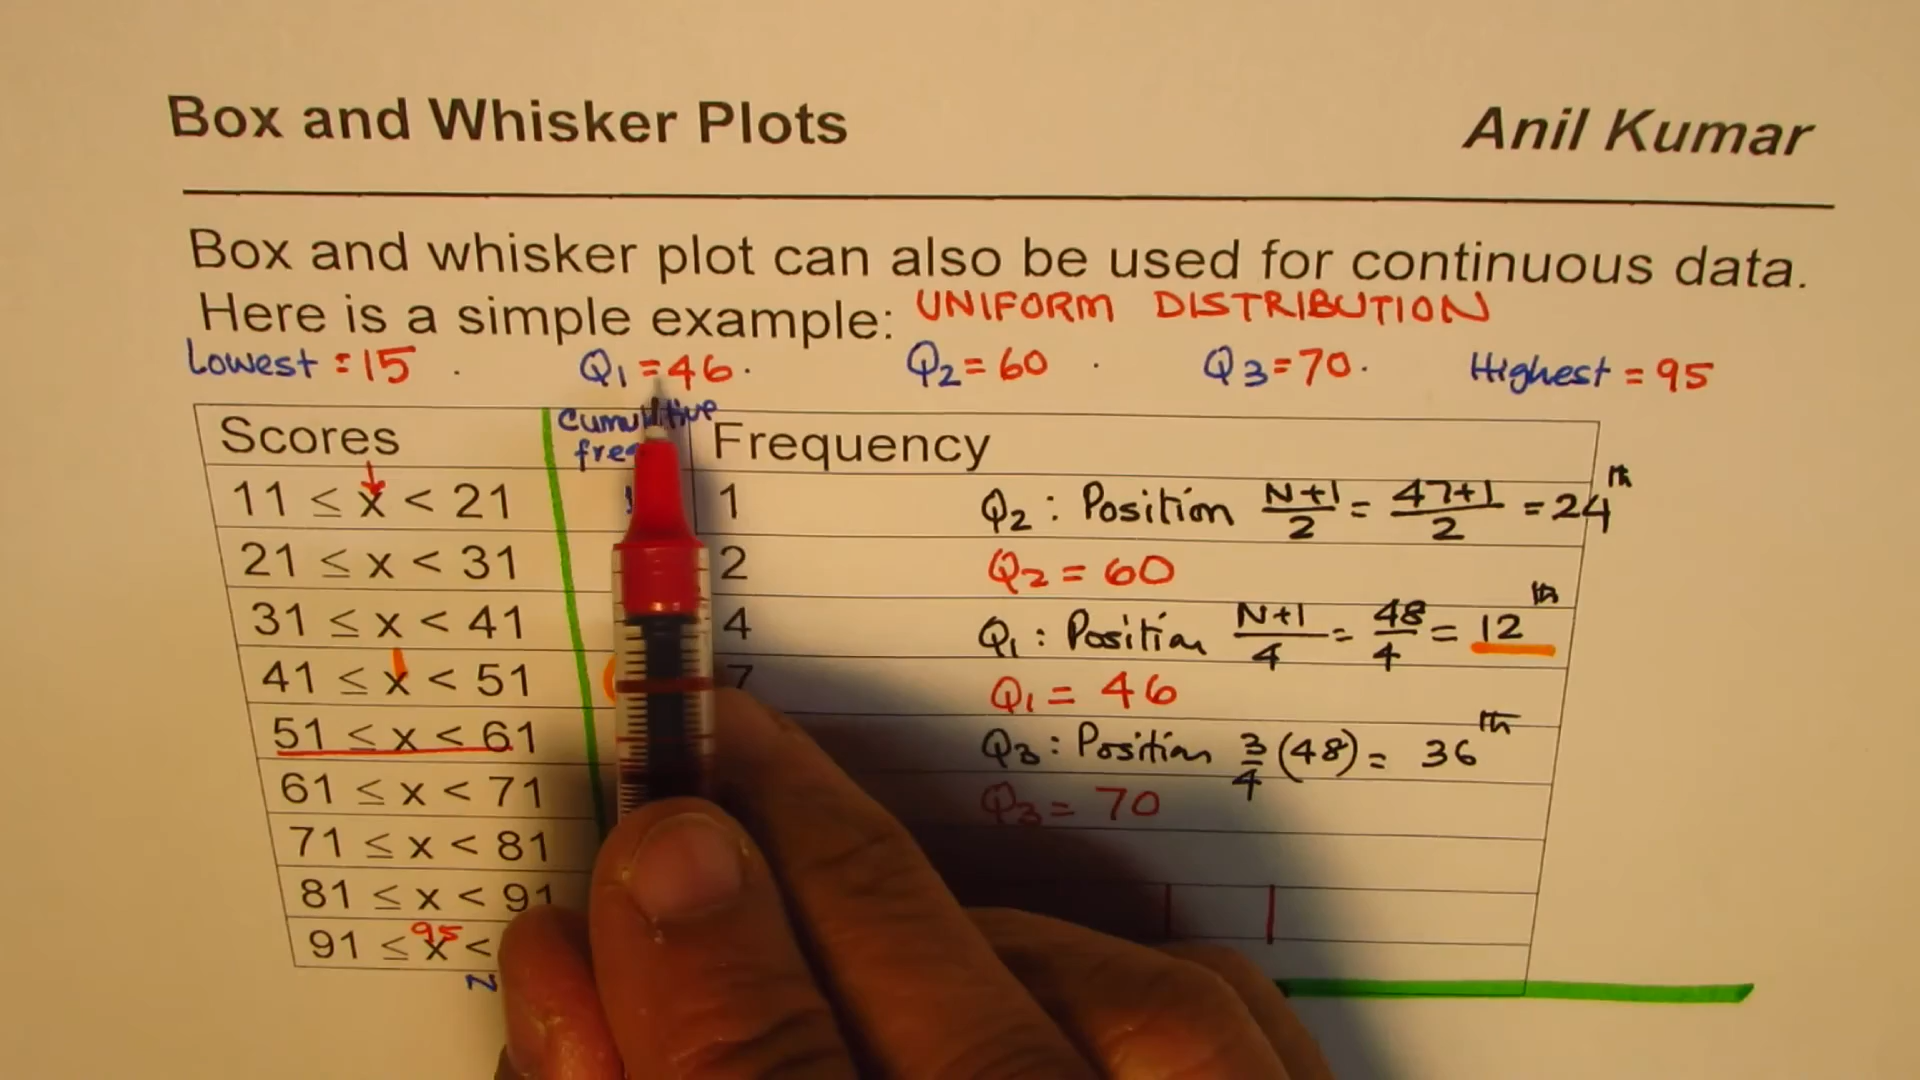 Box and Whisker Plots Anil Kumar
Box and whisker plot can also be used for continuous data.
Here is a simple example: UNIFORM DISTRIBUTION
Lowest = 15 . Q1 = 46 . Q2 = 60 . Q3 = 70 . Highest = 95
Scores Frequency
11 ≤ x < 21 1 Q2 : Position N+1/2 = 47+1/2 = 24th
21 ≤ x < 31 2 Q2 = 60
31 ≤ x < 41 4 Q1 : Position N+1/4 = 48/4 = 12th
41 ≤ x < 51 7 Q1 = 46
51 ≤ x < 61 Q3 : Position 3/4 (48) = 36th
61 ≤ x < 71 Q3 = 70
71 ≤ x < 81
81 ≤ x < 91
95
91 ≤ x <
N